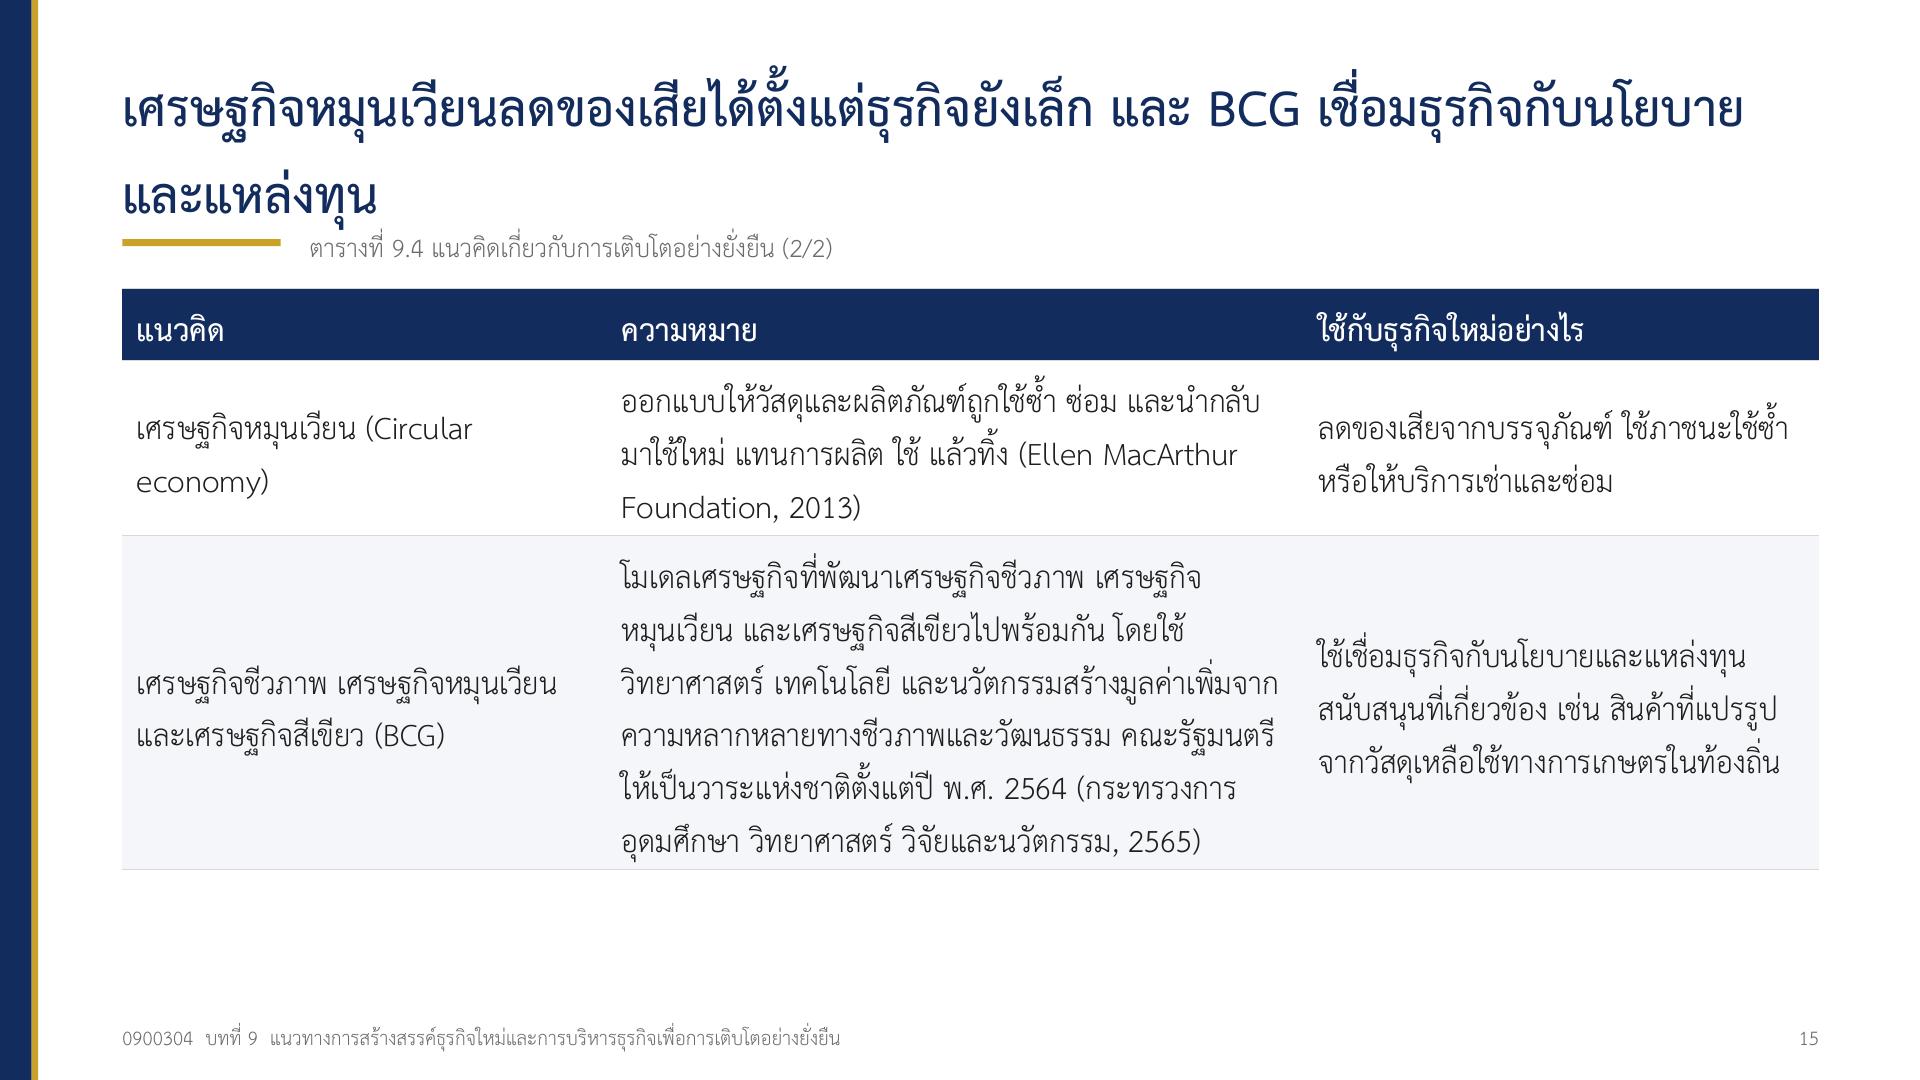 เศรษฐกิจหมุนเวียนลดของเสียได้ตั้งแต่ธุรกิจยังเล็ก และ BCG เชื่อมธุรกิจกับนโยบาย
และแหล่งทุน
ตารางที่ 9.4 แนวคิดเกี่ยวกับการเติบโตอย่างยั่งยืน (2/2)
แนวคิด
ความหมาย
ใช้กับธุรกิจใหม่อย่างไร
เศรษฐกิจหมุนเวียน (Circular
economy)
ออกแบบให้วัสดุและผลิตภัณฑ์ถูกใช้ซ้ำ ซ่อม และนำกลับ
มาใช้ใหม่ แทนการผลิต ใช้ แล้วทิ้ง (Ellen MacArthur
Foundation, 2013)
ลดของเสียจากบรรจุภัณฑ์ ใช้ภาชนะใช้ซ้ำ
หรือให้บริการเช่าและซ่อม
เศรษฐกิจชีวภาพ เศรษฐกิจหมุนเวียน
และเศรษฐกิจสีเขียว (BCG)
โมเดลเศรษฐกิจที่พัฒนาเศรษฐกิจชีวภาพ เศรษฐกิจ
หมุนเวียน และเศรษฐกิจสีเขียวไปพร้อมกัน โดยใช้
วิทยาศาสตร์ เทคโนโลยี และนวัตกรรมสร้างมูลค่าเพิ่มจาก
ความหลากหลายทางชีวภาพและวัฒนธรรม คณะรัฐมนตรี
ให้เป็นวาระแห่งชาติตั้งแต่ปี พ.ศ. 2564 (กระทรวงการ
อุดมศึกษา วิทยาศาสตร์ วิจัยและนวัตกรรม, 2565)
ใช้เชื่อมธุรกิจกับนโยบายและแหล่งทุน
สนับสนุนที่เกี่ยวข้อง เช่น สินค้าที่แปรรูป
จากวัสดุเหลือใช้ทางการเกษตรในท้องถิ่น
0900304 บทที่ 9 แนวทางการสร้างสรรค์ธุรกิจใหม่และการบริหารธุรกิจเพื่อการเติบโตอย่างยั่งยืน
15